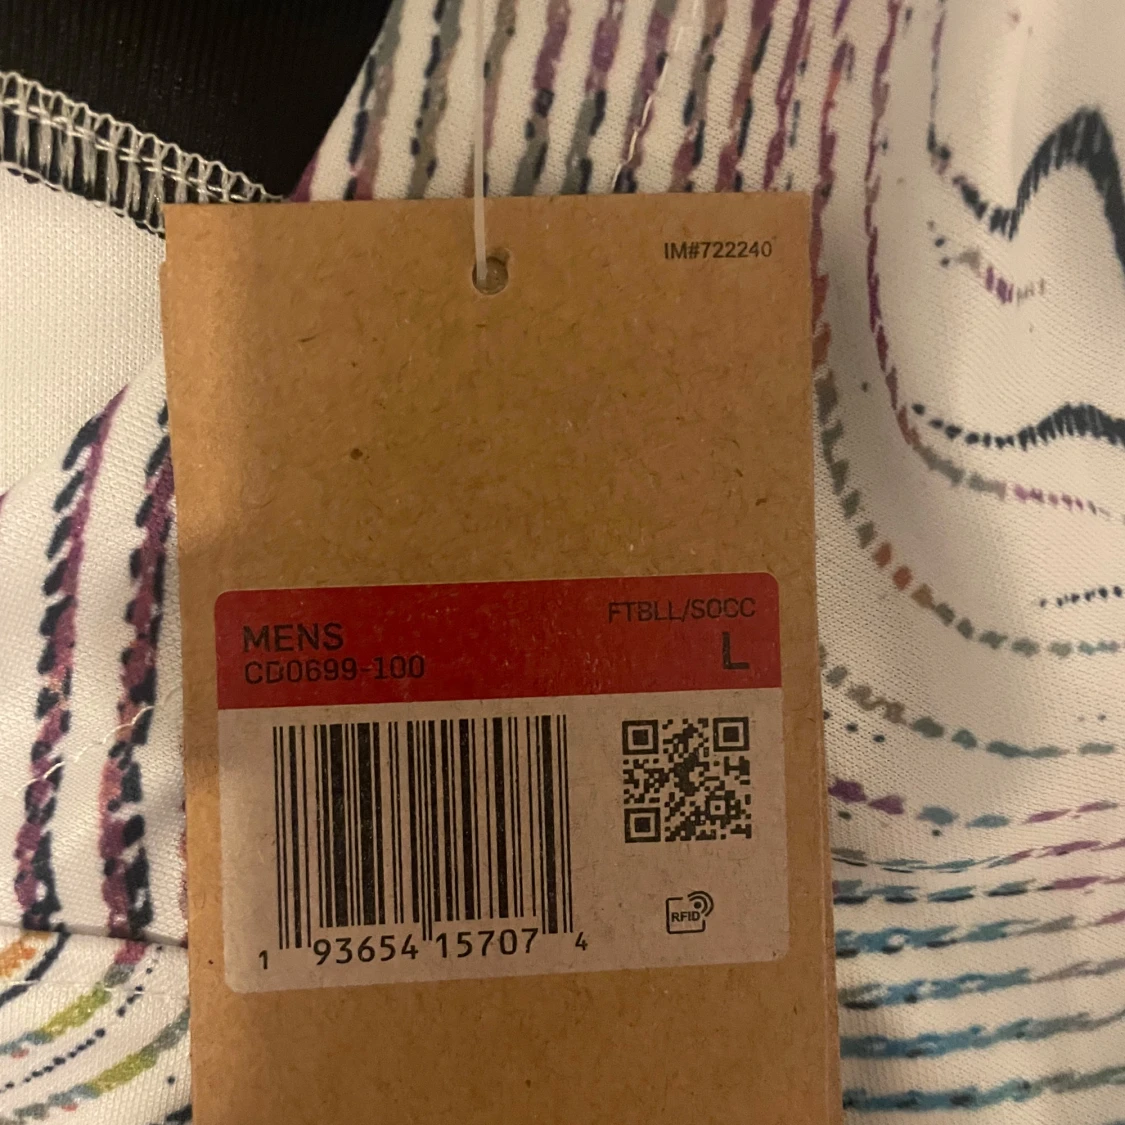 IM#722240
FTBLL/SOCC
MENS
L
CD0699-100
RFID
1 93654 15707 4